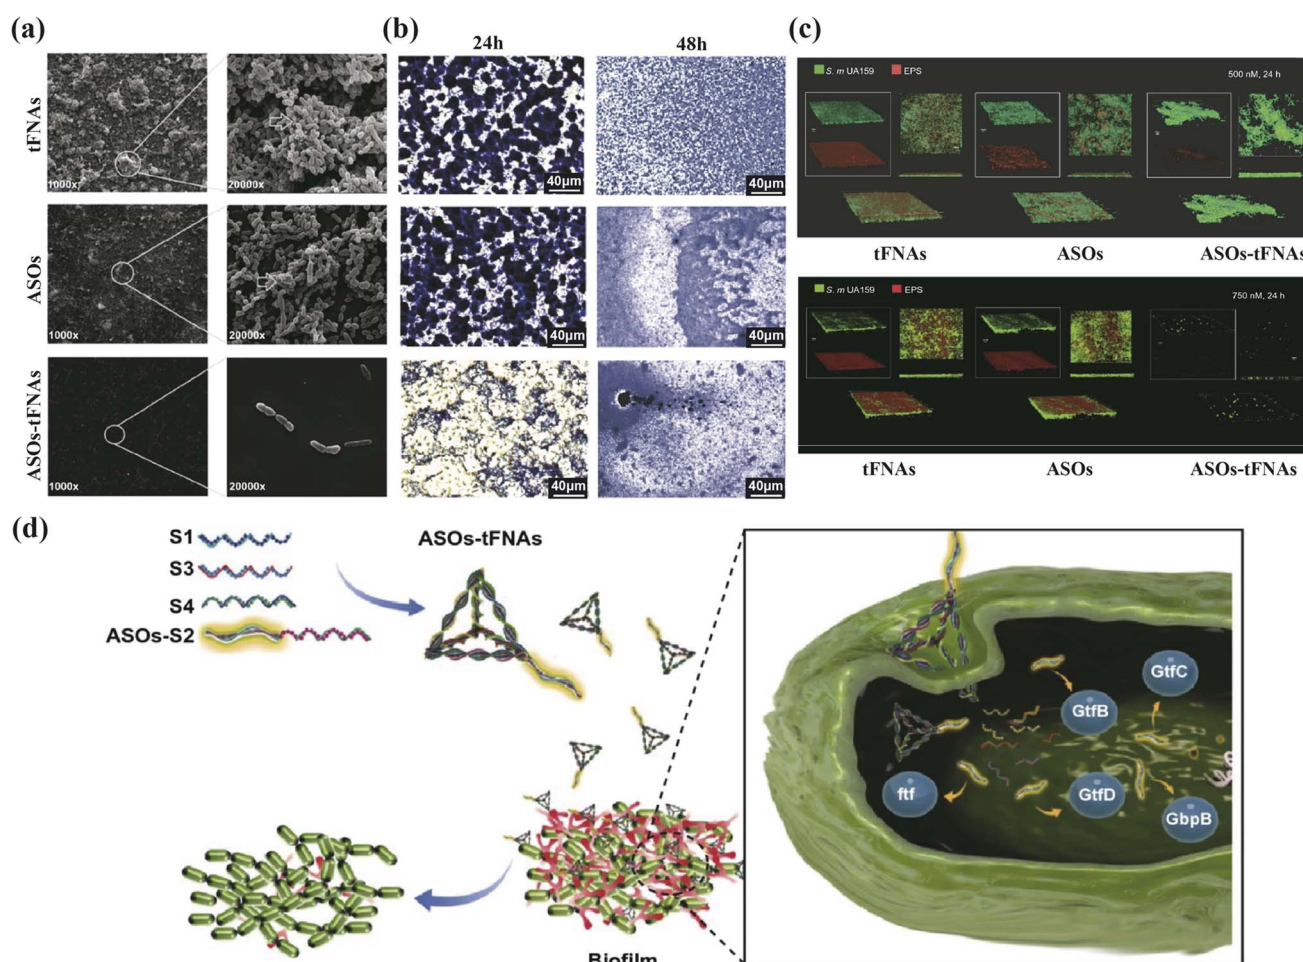 (a)
tFNAs
1000x
20000x
ASOs
1000x
20000x
ASOs-tFNAs
1000x
20000x
(b)
24h
48h
40μm
40μm
40μm
40μm
40μm
40μm
(c)
S. m UA159 EPS 500 nM, 24 h
tFNAs ASOs ASOs-tFNAs
S. m UA159 EPS 750 nM, 24 h
tFNAs ASOs ASOs-tFNAs
(d)
S1
S3
S4
ASOs-S2
ASOs-tFNAs
Biofilm
GtfC
GtfB
ftf
GtfD
GbpB